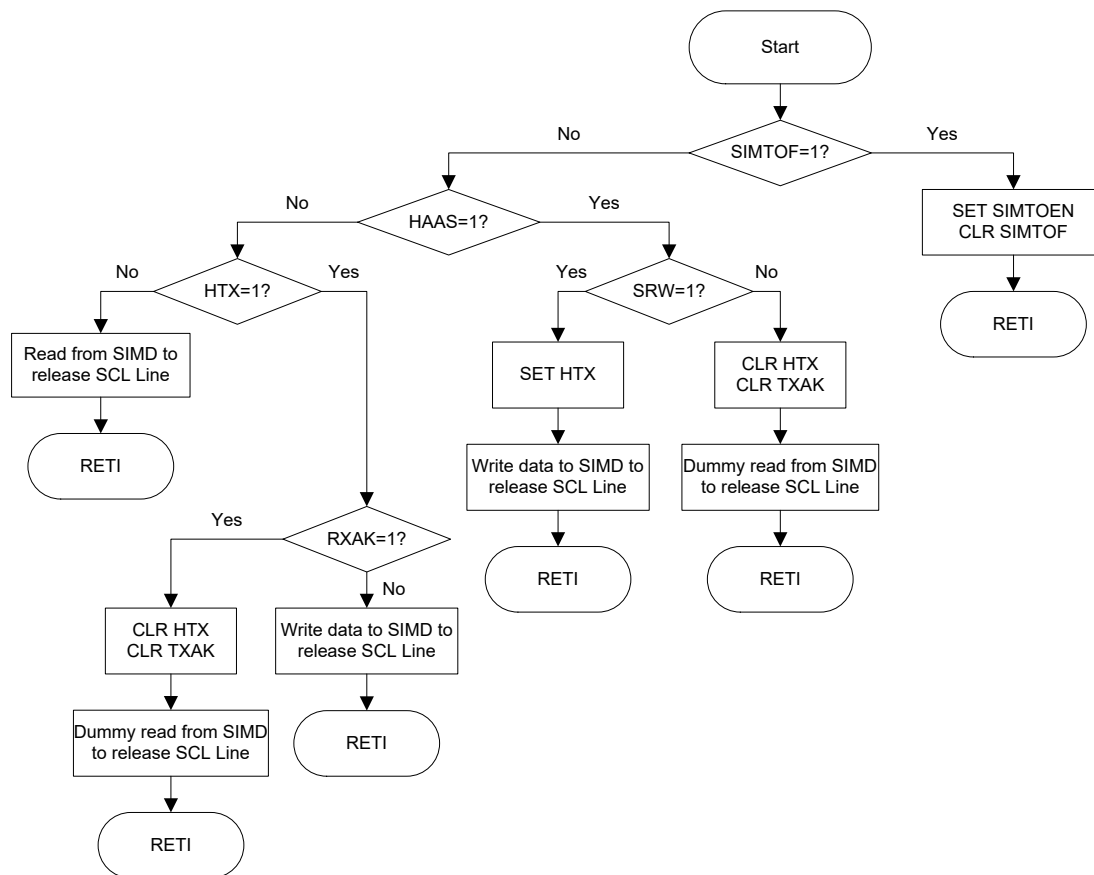 Start
No
Yes
SIMTOF=1?
No
Yes
HAAS=1?
SET SIMTOEN
CLR SIMTOF
No
Yes
HTX=1?
Yes
No
SRW=1?
RETI
Read from SIMD to
release SCL Line
SET HTX
CLR HTX
CLR TXAK
RETI
Write data to SIMD to
release SCL Line
Dummy read from SIMD
to release SCL Line
Yes
RXAK=1?
No
RETI
RETI
CLR HTX
CLR TXAK
Write data to SIMD to
release SCL Line
Dummy read from SIMD
to release SCL Line
RETI
RETI